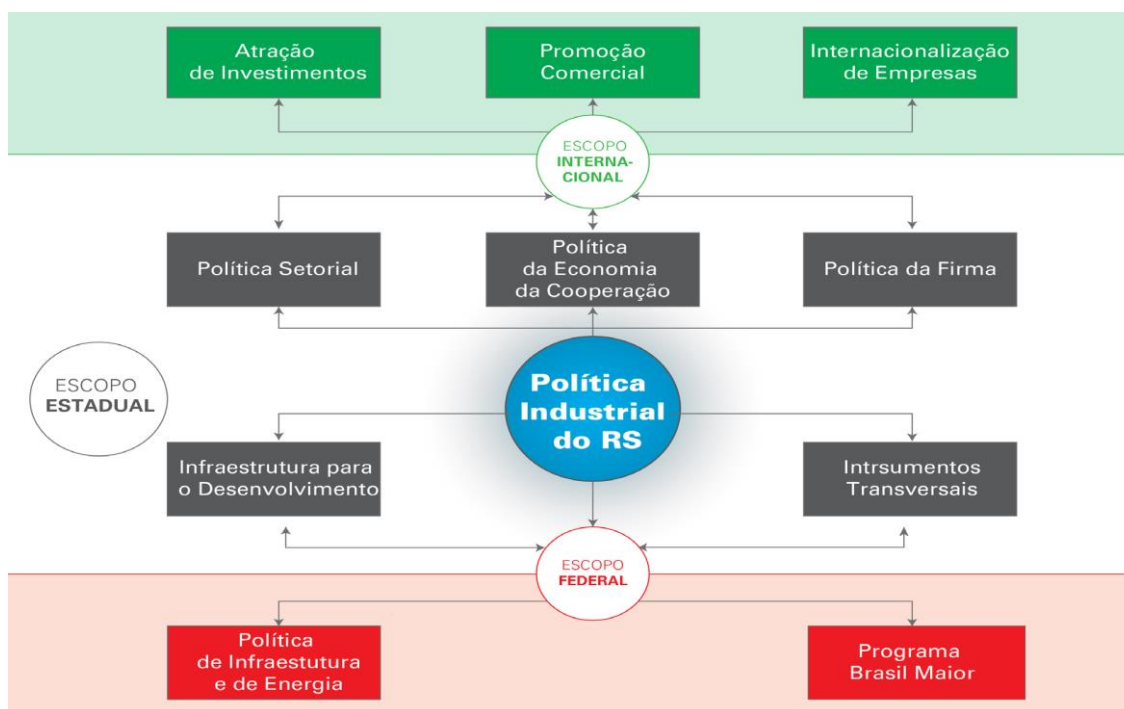 Atração
de Investimentos
Promoção
Comercial
Internacionalização
de Empresas
ESCOPO
INTERNA-
CIONAL
Política Setorial
Política
da Economia
da Cooperação
Política da Firma
ESCOPO
ESTADUAL
Política
Industrial
do RS
Infraestrutura para
o Desenvolvimento
Intrsumentos
Transversais
ESCOPO
FEDERAL
Política
de Infraestutura
e de Energia
Programa
Brasil Maior